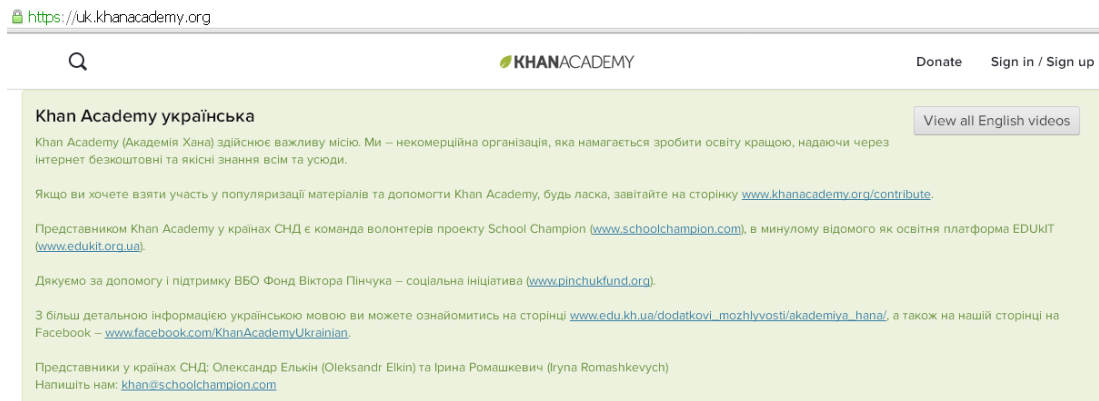 https://uk.khanacademy.org
KHANACADEMY
Donate
Sign in / Sign up
Khan Academy українська
View all English videos
Khan Academy (Академія Хана) здійснює важливу місію. Ми – некомерційна організація, яка намагається зробити освіту кращою, надаючи через
інтернет безкоштовні та якісні знання всім та усюди.
Якщо ви хочете взяти участь у популяризації матеріалів та допомогти Khan Academy, будь ласка, завітайте на сторінку www.khanacademy.org/contribute.
Представником Khan Academy у країнах СНД є команда волонтерів проекту School Champion (www.schoolchampion.com), в минулому відомого як освітня платформа EDUkIT
(www.edukit.org.ua).
Дякуємо за допомогу і підтримку ВБО Фонд Віктора Пінчука – соціальна ініціатива (www.pinchukfund.org).
З більш детальною інформацією українською мовою ви можете ознайомитись на сторінці www.edu.kh.ua/dodatkovi_mozhlyvosti/akademiya_hana/, а також на нашій сторінці на
Facebook – www.facebook.com/KhanAcademyUkrainian.
Представники у країнах СНД: Олександр Елькін (Oleksandr Elkin) та Ірина Ромашкевич (Iryna Romashkevych)
Напишіть нам: khan@schoolchampion.com